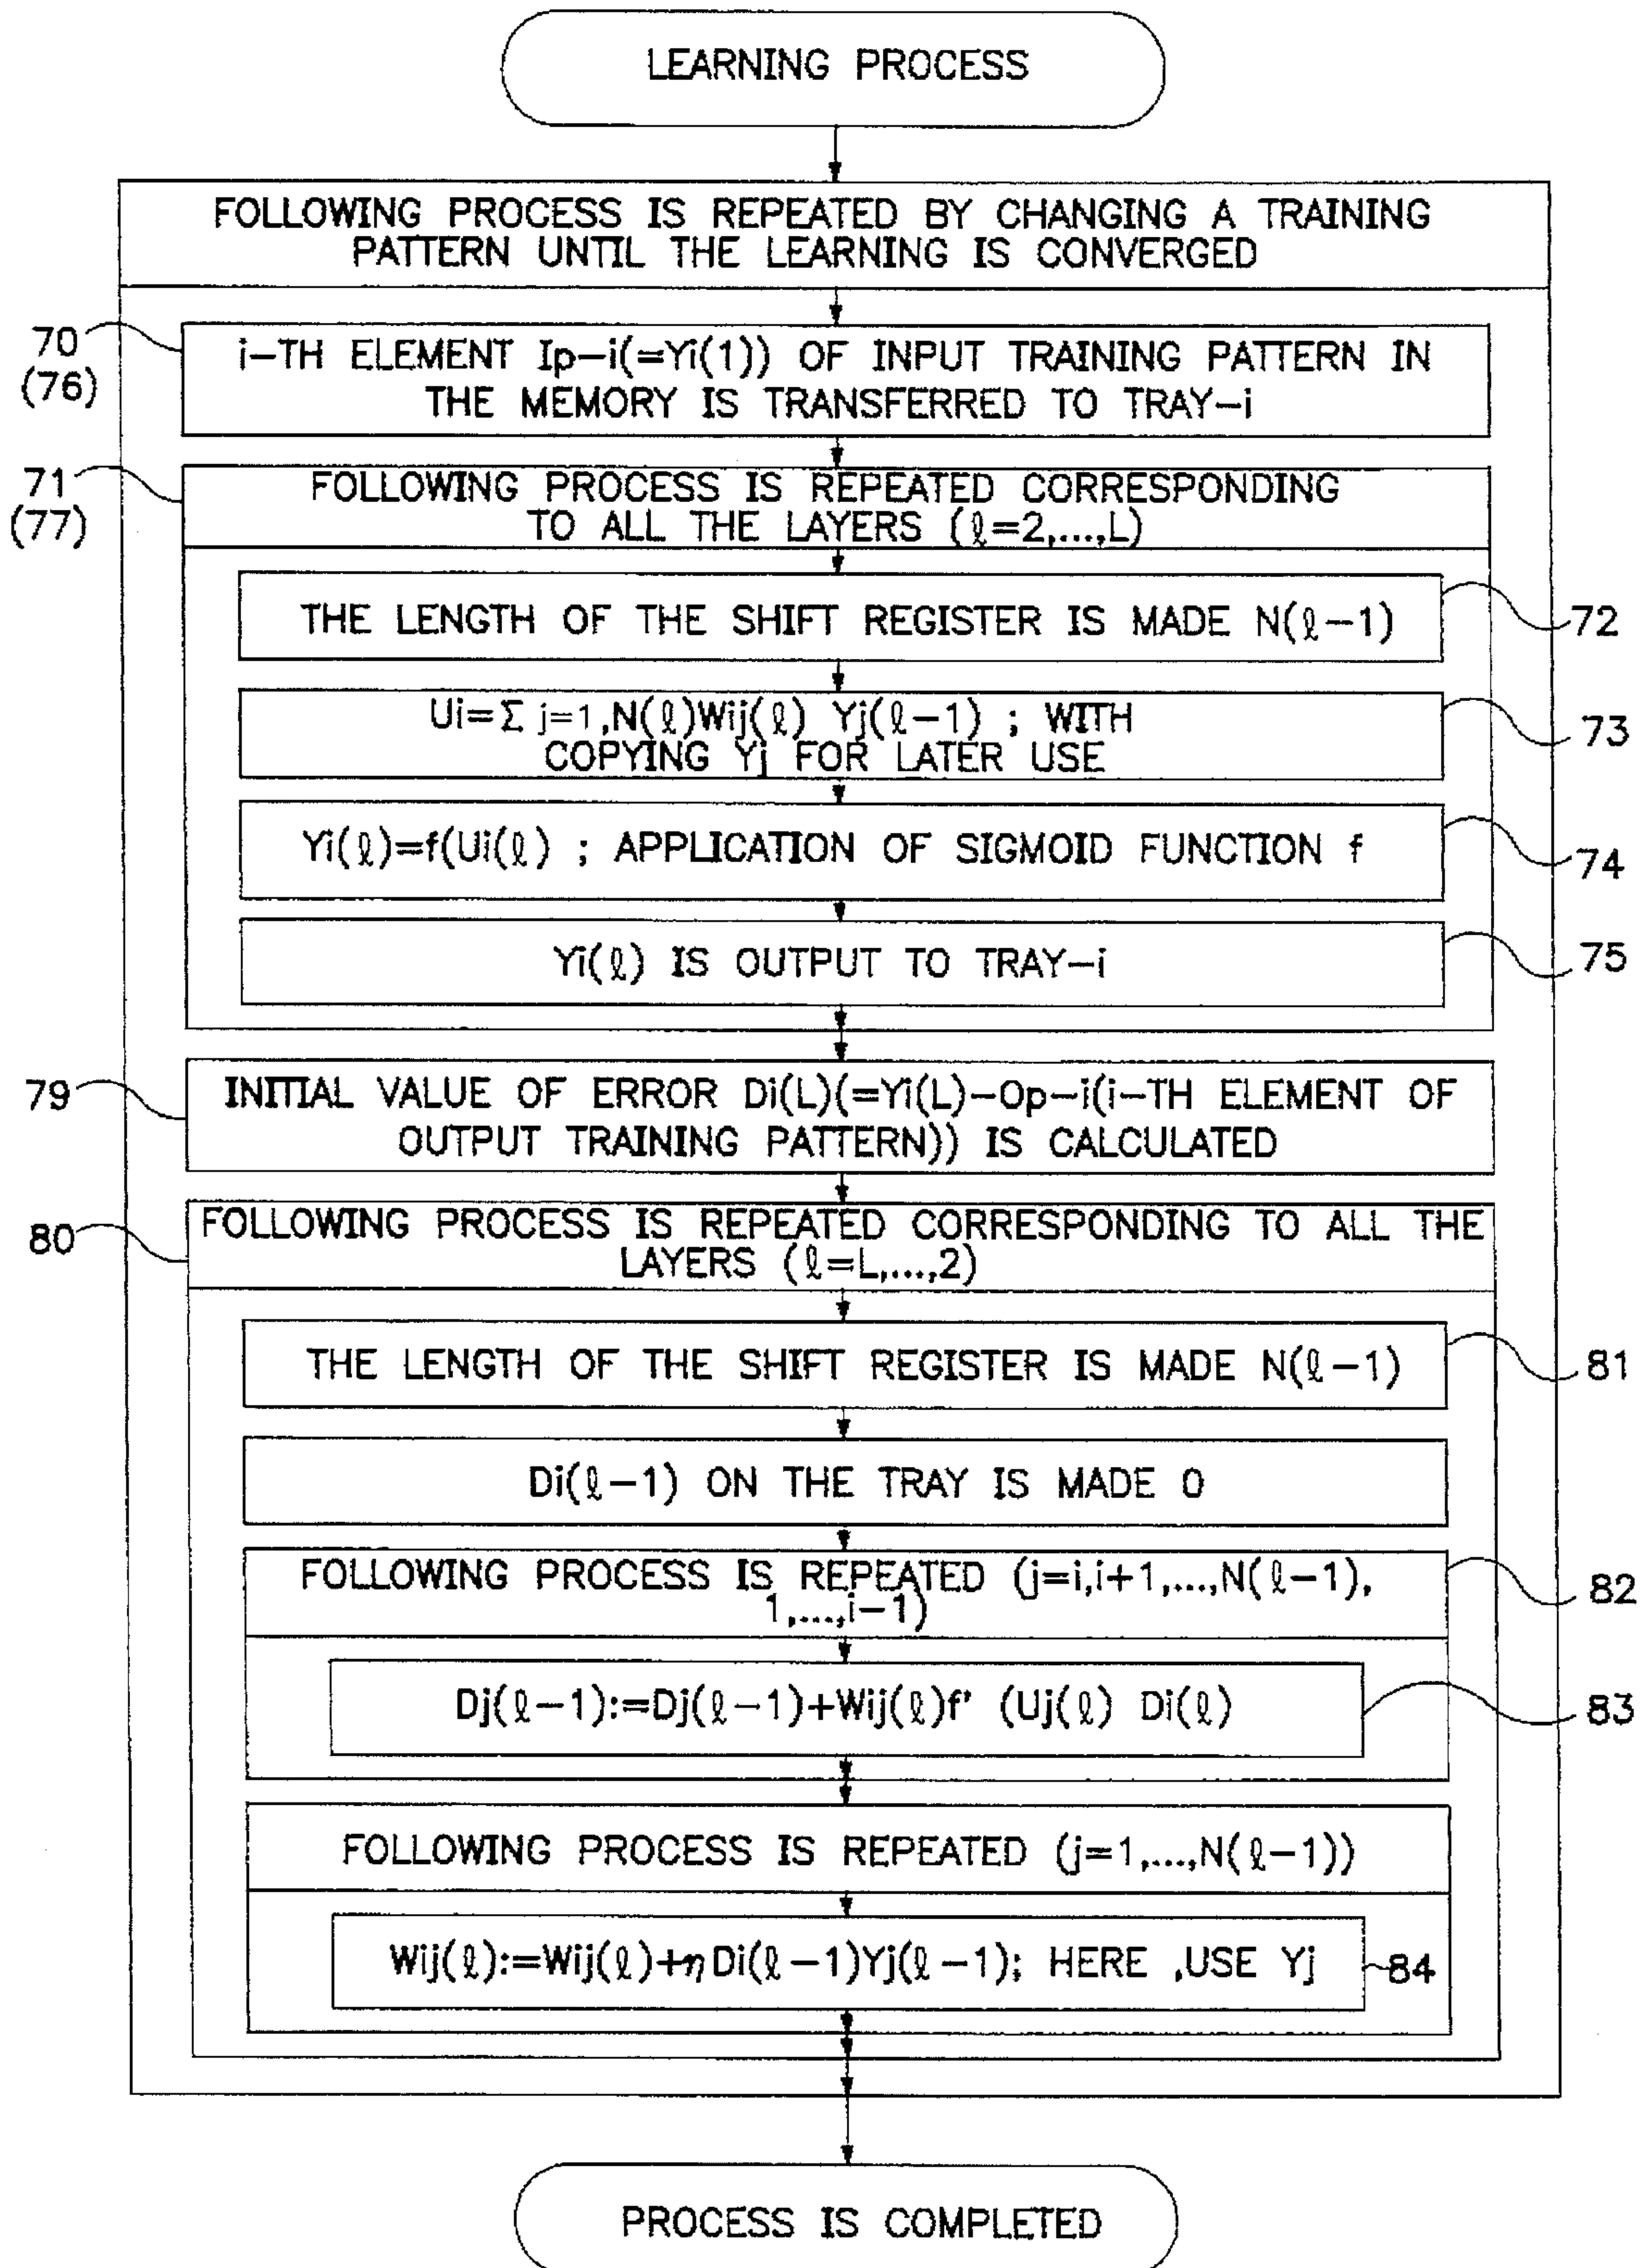 LEARNING PROCESS
FOLLOWING PROCESS IS REPEATED BY CHANGING A TRAINING
PATTERN UNTIL THE LEARNING IS CONVERGED
70
(76)
i-TH ELEMENT Ip-i(=Yi(1)) OF INPUT TRAINING PATTERN IN
THE MEMORY IS TRANSFERRED TO TRAY-i
71
(77)
FOLLOWING PROCESS IS REPEATED CORRESPONDING
TO ALL THE LAYERS (ℓ=2,...,L)
THE LENGTH OF THE SHIFT REGISTER IS MADE N(ℓ-1)
72
Ui=Σ j=1,N(ℓ)Wij(ℓ) Yj(ℓ-1) ; WITH
COPYING Yj FOR LATER USE
73
Yi(ℓ)=f(Ui(ℓ) ; APPLICATION OF SIGMOID FUNCTION f
74
Yi(ℓ) IS OUTPUT TO TRAY-i
75
79
INITIAL VALUE OF ERROR Di(L)(=Yi(L)-Op-i(i-TH ELEMENT OF
OUTPUT TRAINING PATTERN)) IS CALCULATED
80
FOLLOWING PROCESS IS REPEATED CORRESPONDING TO ALL THE
LAYERS (ℓ=L,...,2)
THE LENGTH OF THE SHIFT REGISTER IS MADE N(ℓ-1)
81
Di(ℓ-1) ON THE TRAY IS MADE 0
FOLLOWING PROCESS IS REPEATED (j=i,i+1,...,N(ℓ-1),
1,...,i-1)
82
Dj(ℓ-1):=Dj(ℓ-1)+Wij(ℓ)f' (Uj(ℓ) Di(ℓ)
83
FOLLOWING PROCESS IS REPEATED (j=1,...,N(ℓ-1))
Wij(ℓ):=Wij(ℓ)+η Di(ℓ-1)Yj(ℓ-1); HERE ,USE Yj
84
PROCESS IS COMPLETED